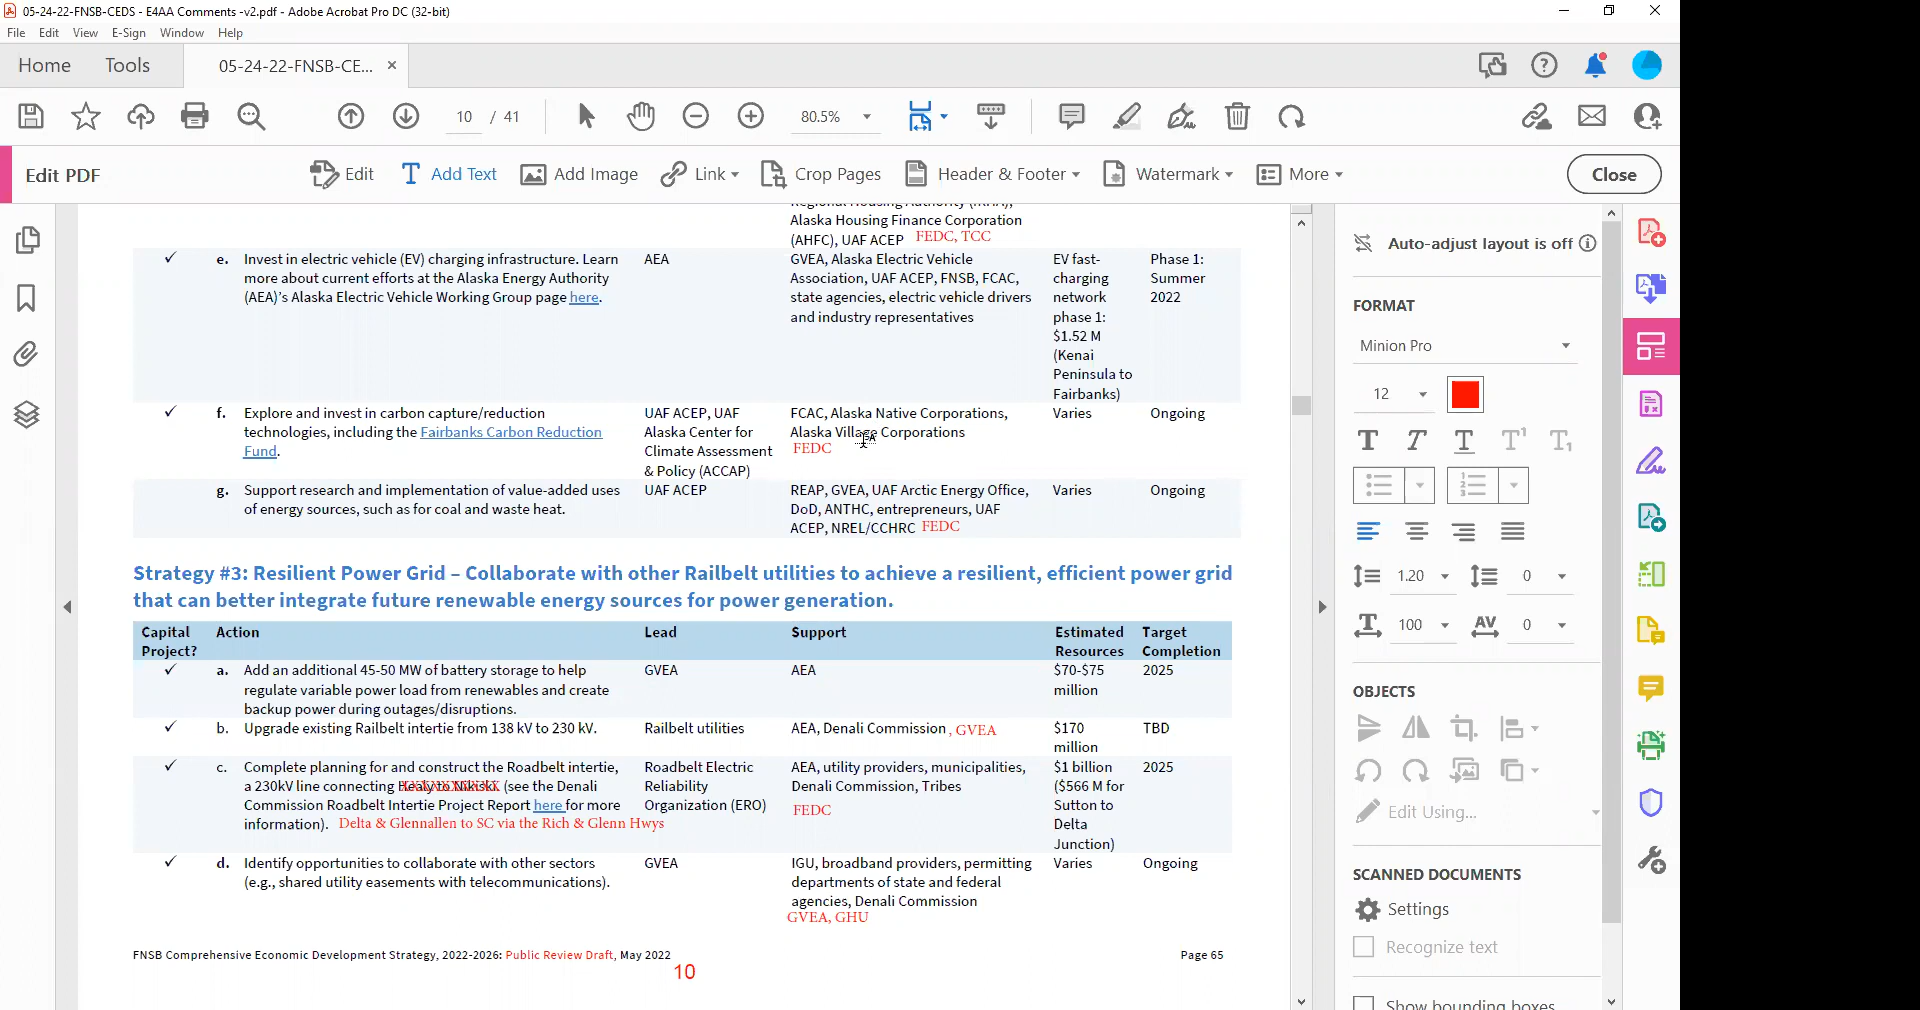 05-24-22-FNSB-CEDS - E4AA Comments -v2.pdf - Adobe Acrobat Pro DC (32-bit)
File Edit View E-Sign Window Help
Home Tools 05-24-22-FNSB-CE... ×
10 / 41 80.5%
Edit PDF Edit Add Text Add Image Link Crop Pages Header & Footer Watermark More Close
Regional Housing Authority
Alaska Housing Finance Corporation
(AHFC), UAF ACEP FEDC, TCC
✓ e. Invest in electric vehicle (EV) charging infrastructure. Learn AEA GVEA, Alaska Electric Vehicle EV fast- Phase 1:
more about current efforts at the Alaska Energy Authority Association, UAF ACEP, FNSB, FCAC, charging Summer
(AEA)'s Alaska Electric Vehicle Working Group page here. state agencies, electric vehicle drivers network 2022
and industry representatives phase 1:
$1.52 M
(Kenai
Peninsula to
Fairbanks)
✓ f. Explore and invest in carbon capture/reduction UAF ACEP, UAF FCAC, Alaska Native Corporations, Varies Ongoing
technologies, including the Fairbanks Carbon Reduction Alaska Center for Alaska Village Corporations
Fund. Climate Assessment FEDC
& Policy (ACCAP)
g. Support research and implementation of value-added uses UAF ACEP REAP, GVEA, UAF Arctic Energy Office, Varies Ongoing
of energy sources, such as for coal and waste heat. DoD, ANTHC, entrepreneurs, UAF
ACEP, NREL/CCHRC FEDC
Strategy #3: Resilient Power Grid – Collaborate with other Railbelt utilities to achieve a resilient, efficient power grid
that can better integrate future renewable energy sources for power generation.
Capital Action Lead Support Estimated Target
Project? Resources Completion
✓ a. Add an additional 45-50 MW of battery storage to help GVEA AEA $70-$75 2025
regulate variable power load from renewables and create million
backup power during outages/disruptions.
✓ b. Upgrade existing Railbelt intertie from 138 kV to 230 kV. Railbelt utilities AEA, Denali Commission , GVEA $170 TBD
million
✓ c. Complete planning for and construct the Roadbelt intertie, Roadbelt Electric AEA, utility providers, municipalities, $1 billion 2025
a 230kV line connecting Healy to Nikiski. (see the Denali Reliability Denali Commission, Tribes ($566 M for
Commission Roadbelt Intertie Project Report here for more Organization (ERO) FEDC Sutton to
information). Delta & Glennallen to SC via the Rich & Glenn Hwys Delta
Junction)
✓ d. Identify opportunities to collaborate with other sectors GVEA IGU, broadband providers, permitting Varies Ongoing
(e.g., shared utility easements with telecommunications). departments of state and federal
agencies, Denali Commission
GVEA, GHU
FNSB Comprehensive Economic Development Strategy, 2022-2026: Public Review Draft, May 2022 Page 65
10
Auto-adjust layout is off
FORMAT
Minion Pro
12
T T T T¹ T₁
1.20 0
100 AV 0
OBJECTS
Edit Using...
SCANNED DOCUMENTS
Settings
Recognize text
Show bounding boxes